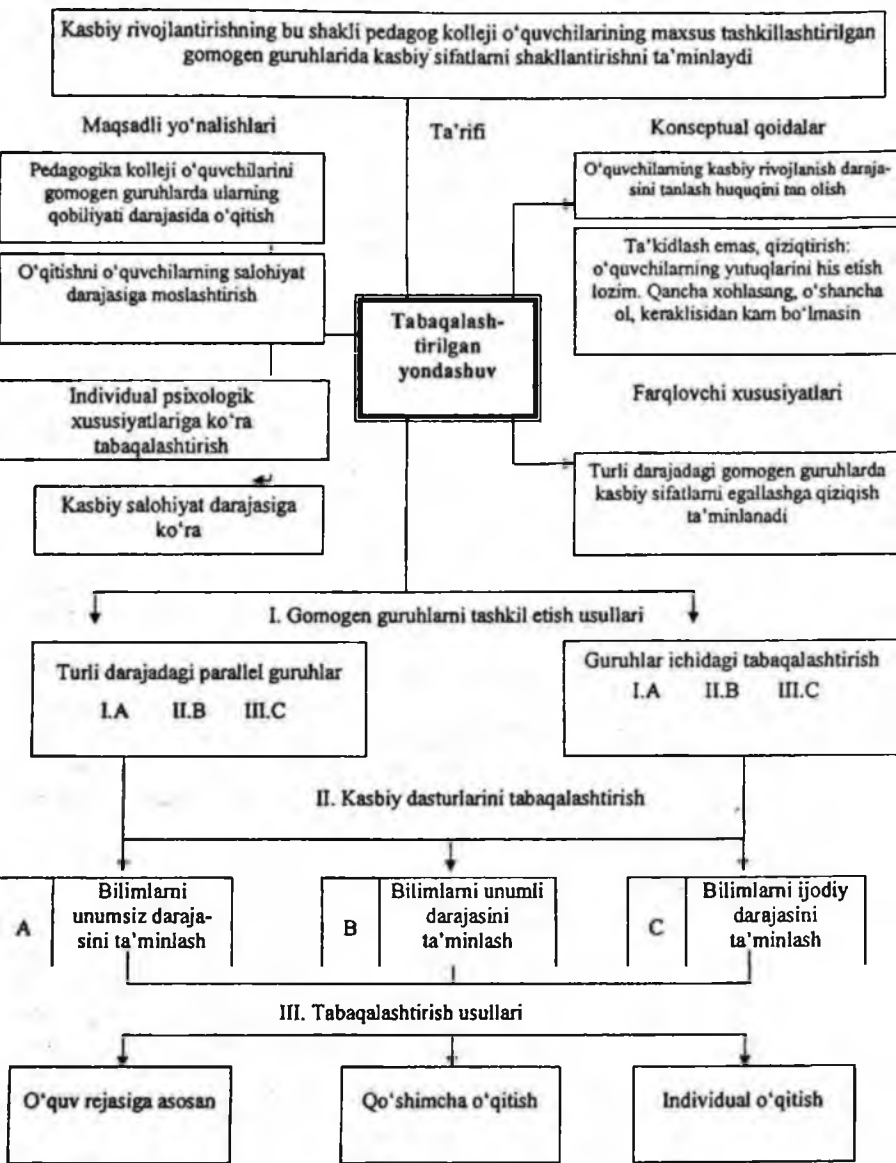 Kasbiy rivojlantirishning bu shakli pedagog kolleji o‘quvchilarining maxsus tashkillashtirilgan
gomogen guruhlarida kasbiy sifatlarni shakllantirishni ta’minlaydi
Maqsadli yo‘nalishlari
Ta’rifi
Konseptual qoidalar
Pedagogika kolleji o‘quvchilarini
gomogen guruhlarda ularning
qobiliyati darajasida o‘qitish
O‘qitishni o‘quvchilarning salohiyat
darajasiga moslashtirish
Individual psixologik
xususiyatlariga ko‘ra
tabaqalashtirish
Kasbiy salohiyat darajasiga
ko‘ra
Tabaqalash-
tirilgan
yondashuv
O‘quvchilarning kasbiy rivojlanish daraja-
sini tanlash huquqini tan olish
Ta’kidlash emas, qiziqtirish:
o‘quvchilarning yutuqlarini his etish
lozim. Qancha xohlasang, o‘shancha
ol, keraklisidan kam bo‘lmasin
Farqlovchi xususiyatlari
Turli darajadagi gomogen guruhlarda
kasbiy sifatlarni egallashga qiziqish
ta’minlanadi
I. Gomogen guruhlarni tashkil etish usullari
Turli darajadagi parallel guruhlar
I.A II.B III.C
Guruhlar ichidagi tabaqalashtirish
I.A II.B III.C
II. Kasbiy dasturlarini tabaqalashtirish
A
Bilimlarni
unumsiz daraja-
sini ta’minlash
B
Bilimlarni unumli
darajasini
ta’minlash
C
Bilimlarni ijodiy
darajasini
ta’minlash
III. Tabaqalashtirish usullari
O‘quv rejasiga asosan
Qo‘shimcha o‘qitish
Individual o‘qitish